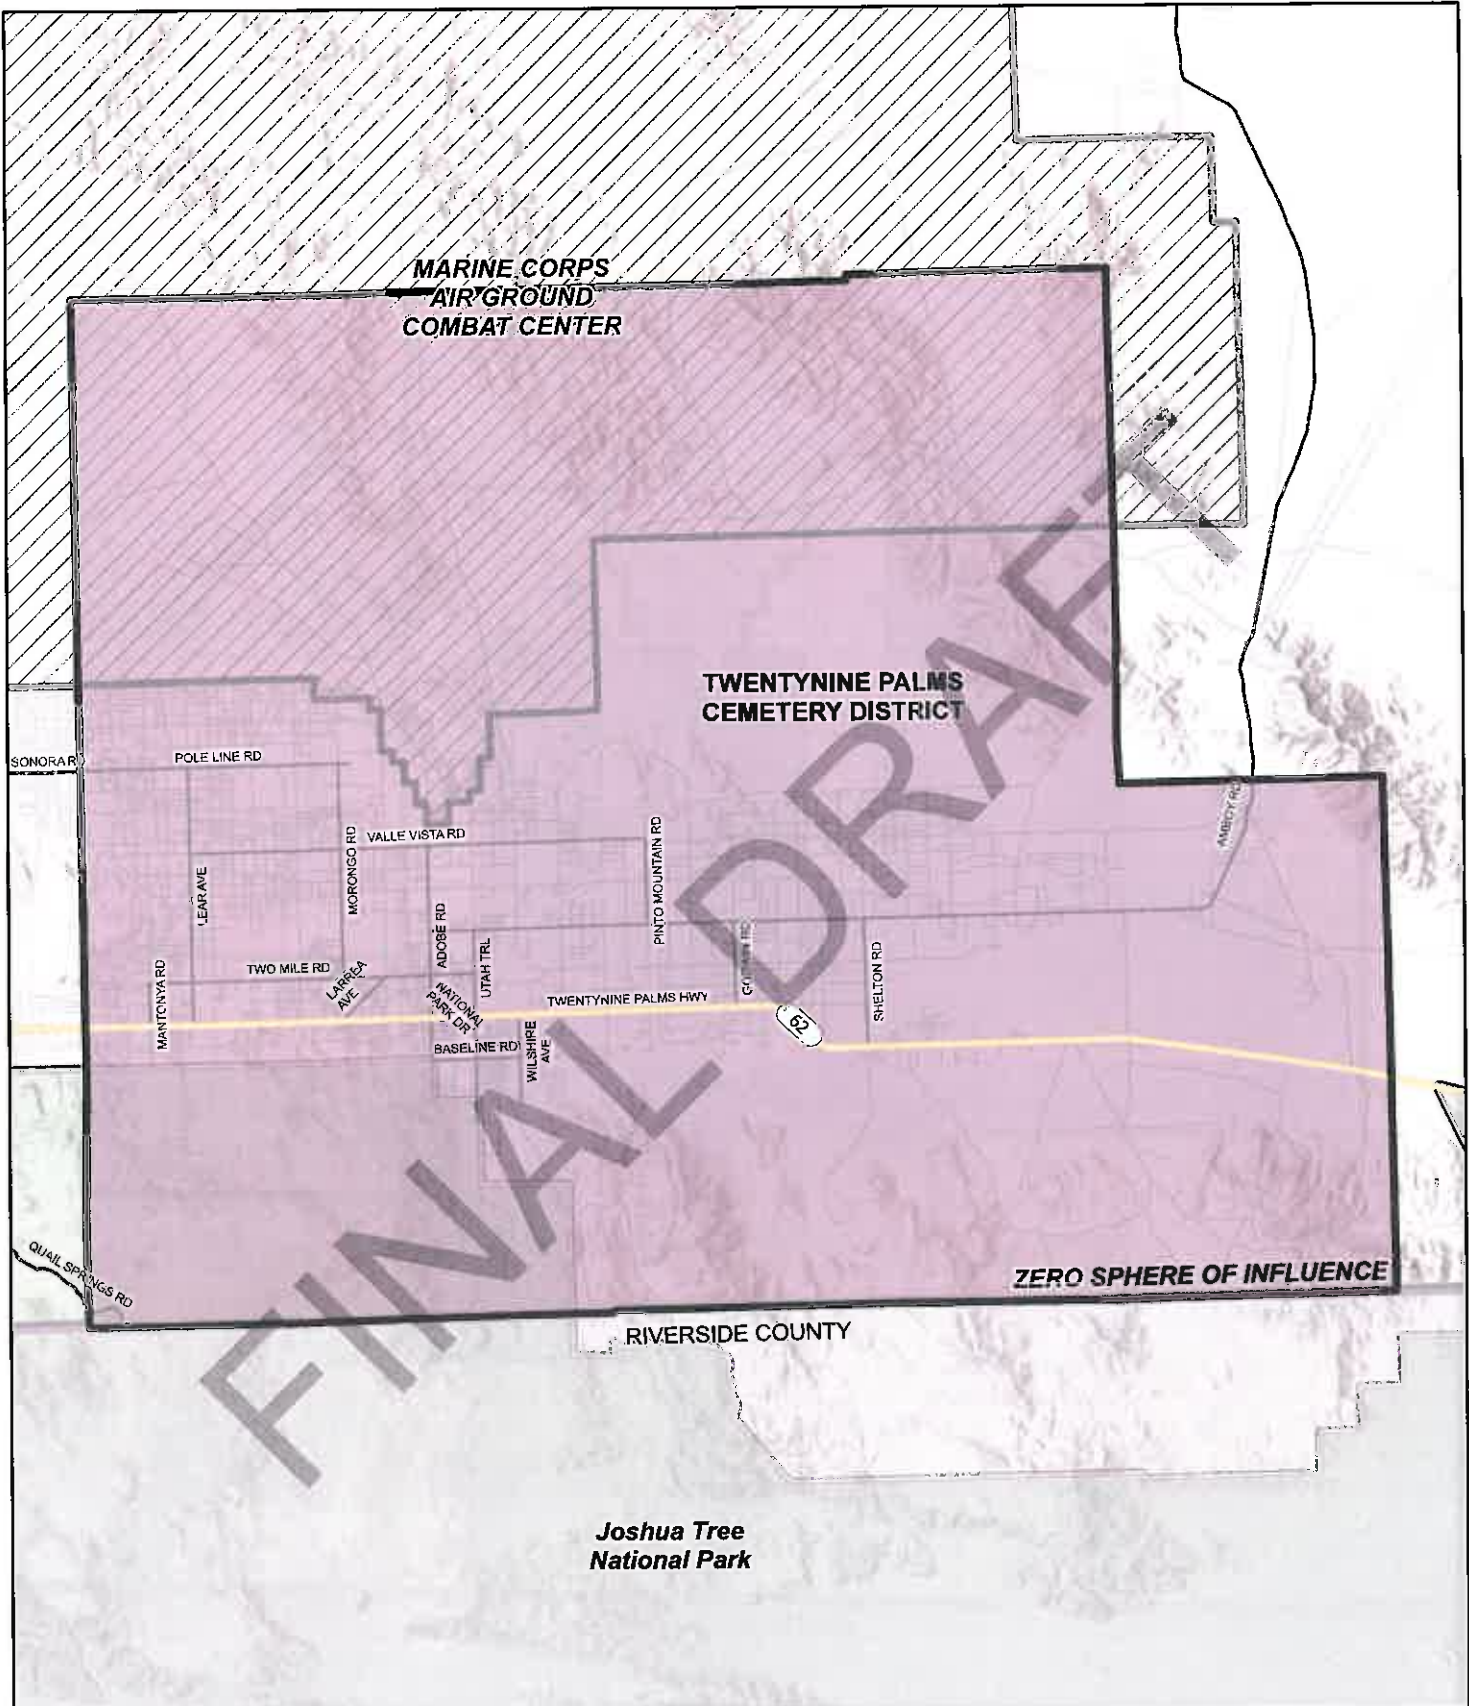 MARINE CORPS
AIR GROUND
COMBAT CENTER
TWENTYNINE PALMS
CEMETERY DISTRICT
POLE LINE RD
VALLE VISTA RD
MORONGO RD
LEAR AVE
PINTO MOUNTAIN RD
AMBOY RD
ADOBE RD
UTAH TRL
SHELTON RD
MANTONYA RD
TWO MILE RD
LARREA
AVE
NATIONAL
PARK DR
TWENTYNINE PALMS HWY
62
BASELINE RD
WILSHIRE
AVE
QUAIL SPRINGS RD
ZERO SPHERE OF INFLUENCE
RIVERSIDE COUNTY
Joshua Tree
National Park
FINAL DRAFT